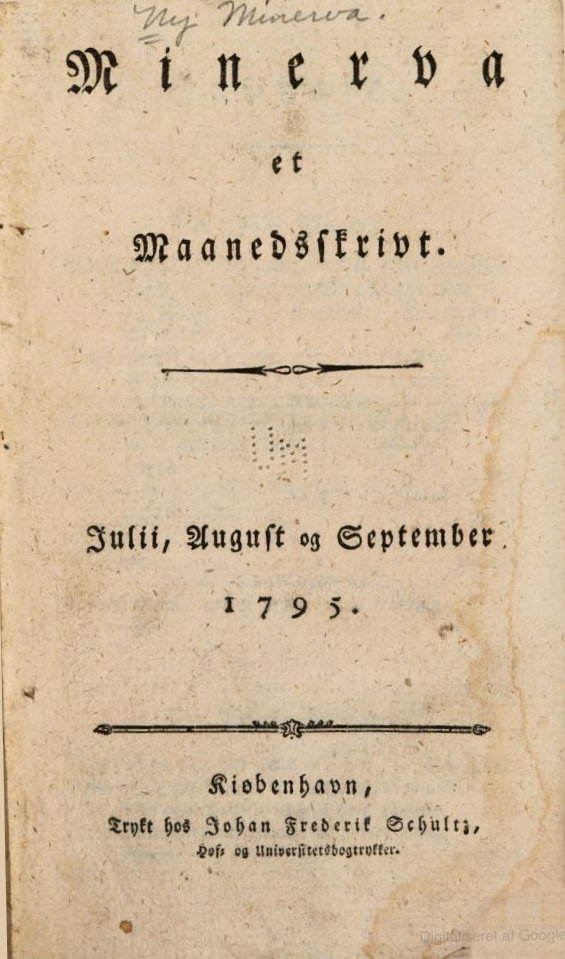 Ny Minerva.
Minerva
et
Maanedsskrivt.
UM
Julii, August og September
1795.
Kiøbenhavn,
Trykt hos Johan Frederik Schultz,
Hof- og Universitetsbogtrykker.
Digitaliseret af Google